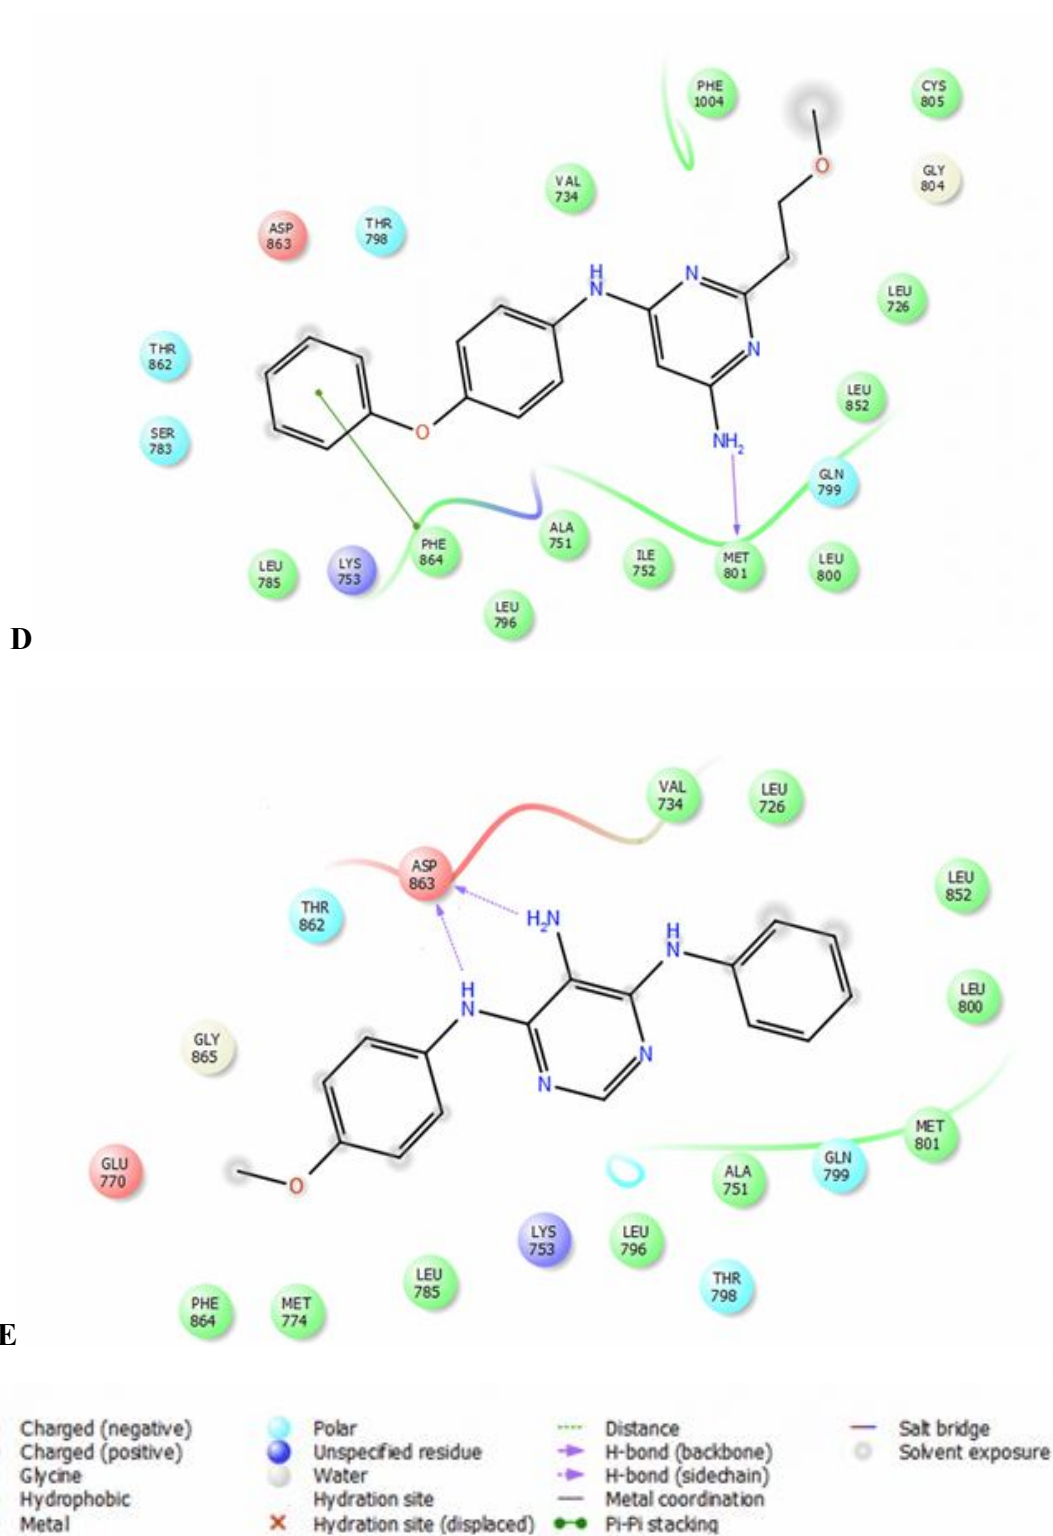 PHE
1004
CYS
805
GLY
804
VAL
734
O
ASP
863
THR
798
H
N
N
LEU
726
N
THR
862
LEU
852
SER
783
O
NH2
GLN
799
LEU
785
LYS
753
PHE
864
ALA
751
ILE
752
MET
801
LEU
800
LEU
796
D
VAL
734
LEU
726
ASP
863
LEU
852
THR
862
H2N
H
N
H
N
LEU
800
GLY
865
N
N
MET
801
GLU
770
O
ALA
751
GLN
799
LYS
753
LEU
796
THR
798
LEU
785
PHE
864
MET
774
E
Charged (negative) Polar Distance Salt bridge
Charged (positive) Unspecified residue H-bond (backbone) Solvent exposure
Glycine Water H-bond (sidechain)
Hydrophobic Hydration site Metal coordination
Metal Hydration site (displaced) Pi-Pi stacking